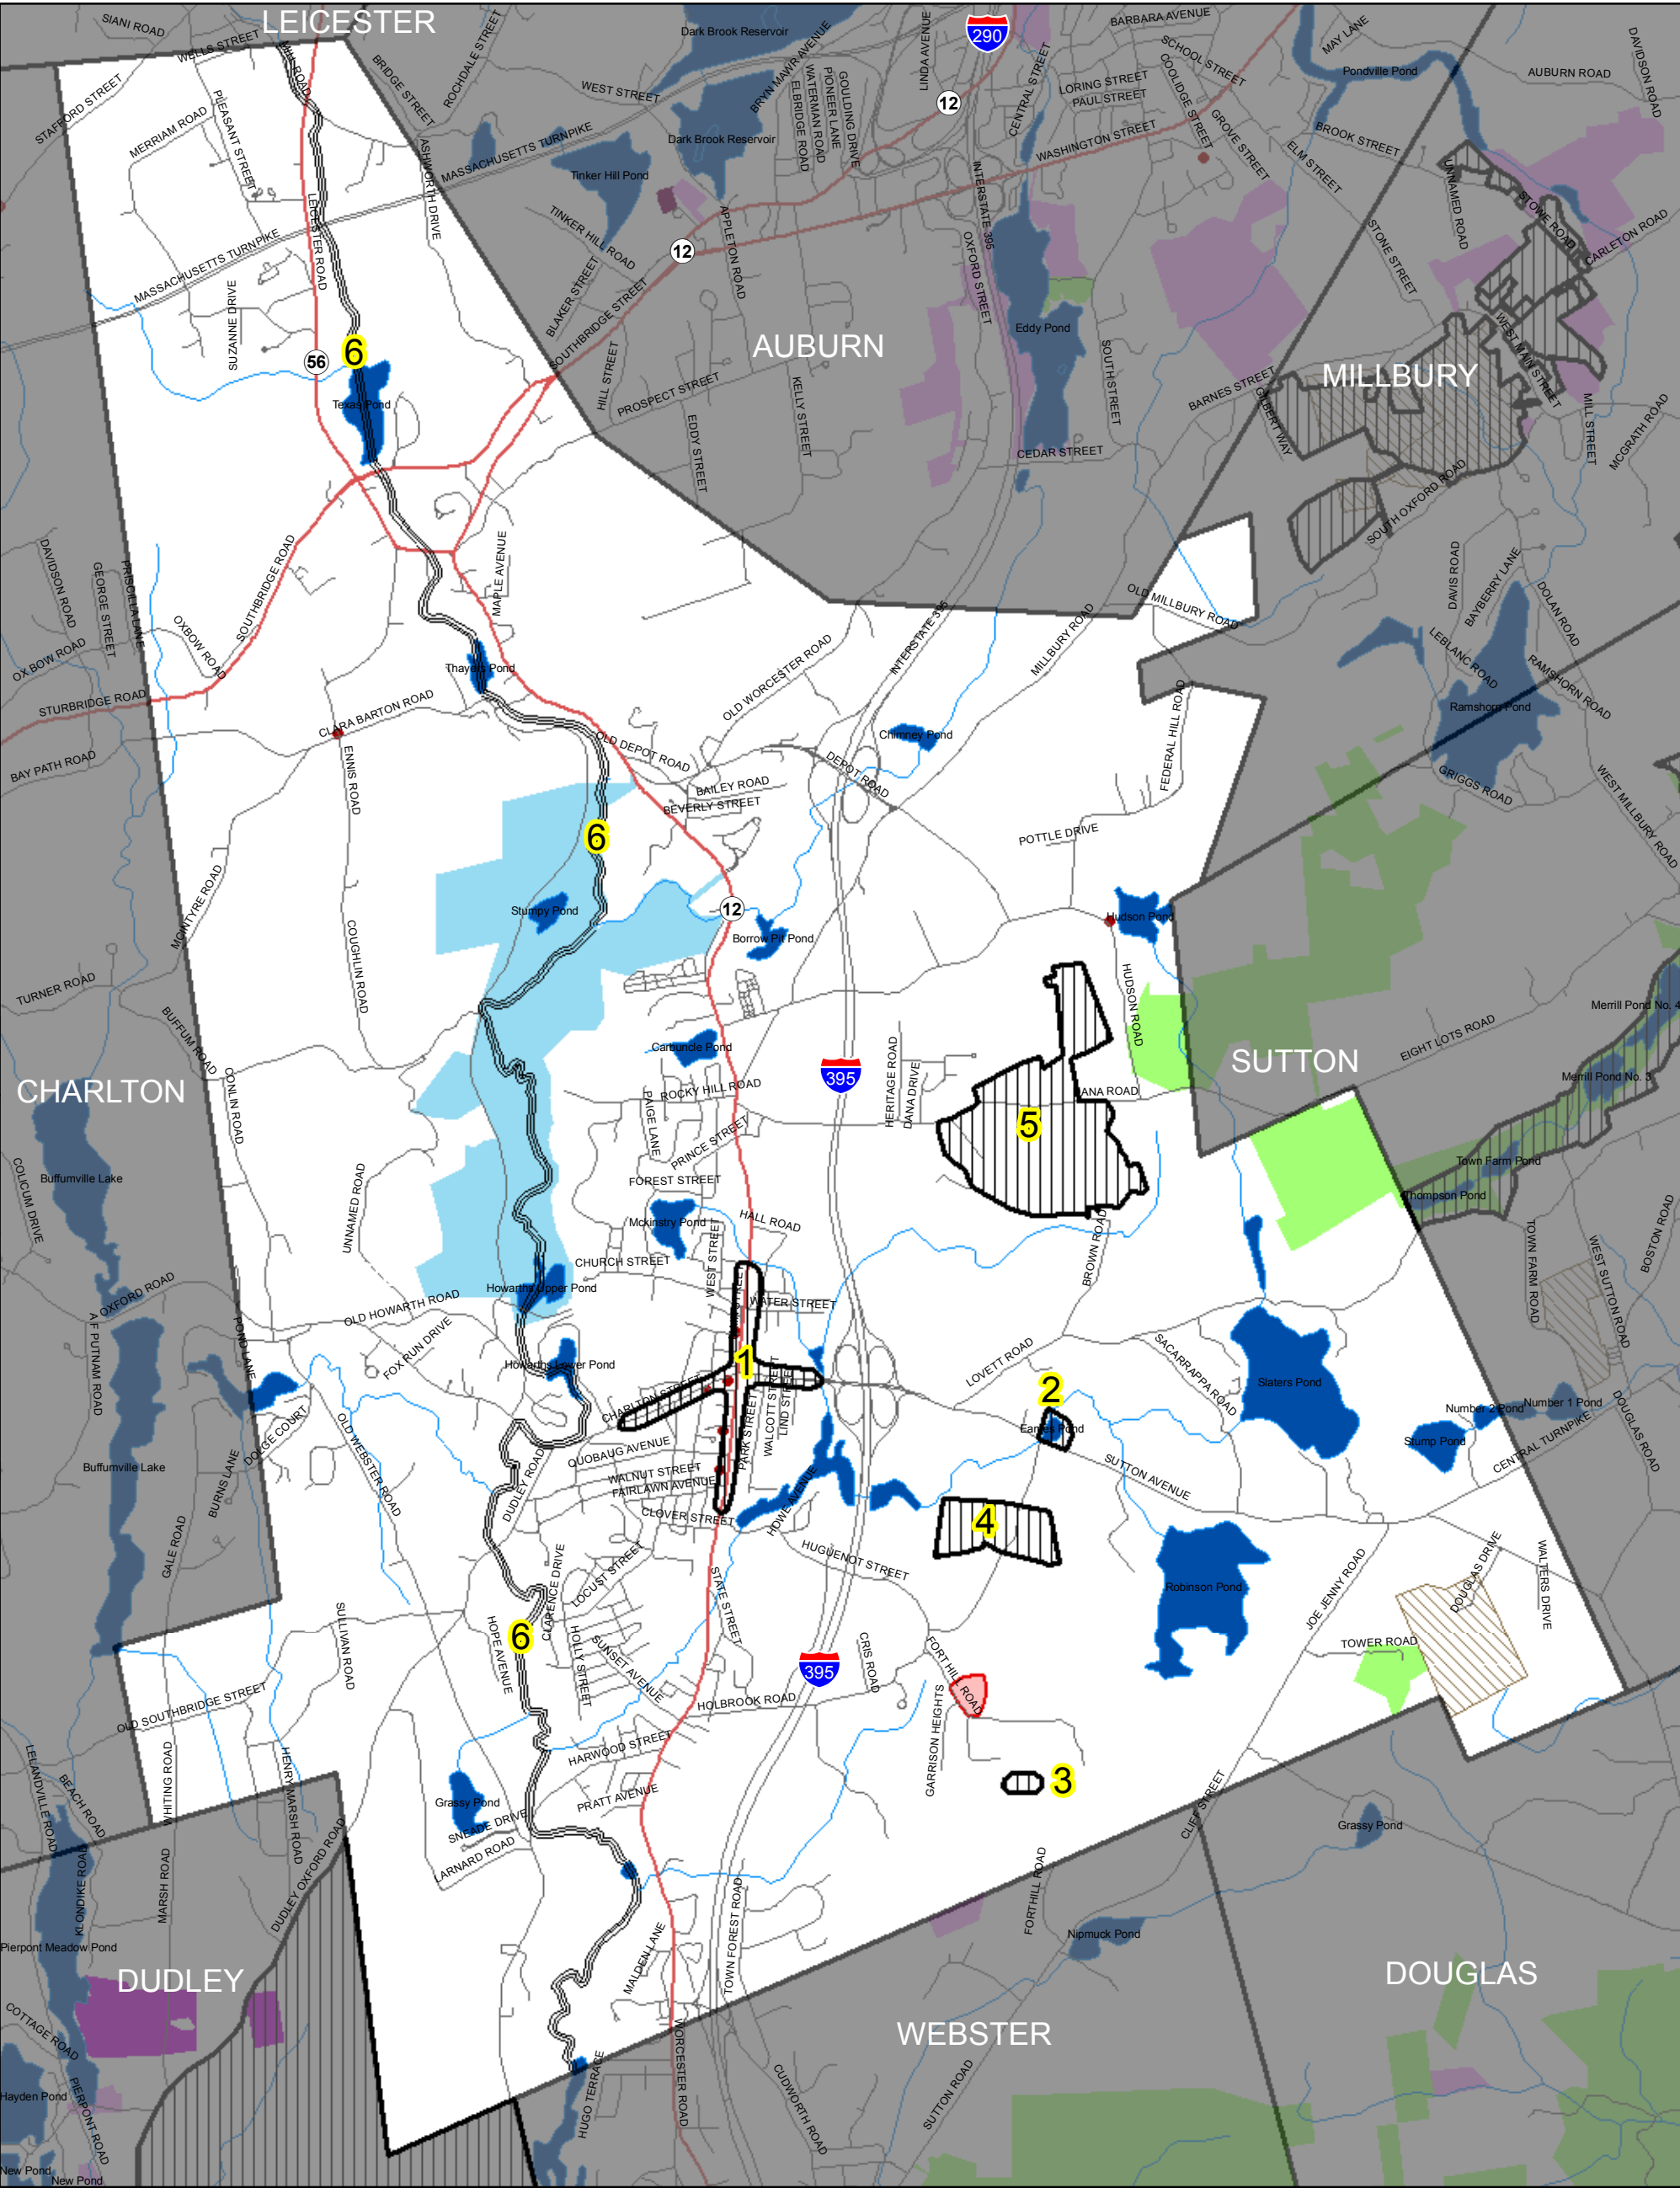 LEICESTER
SIANI ROAD
WELLS STREET
MILL ROAD
STAFFORD STREET
MERRIAM ROAD
PLEASANT STREET
BRIDGE STREET
ROCHDALE STREET
WEST STREET
Dark Brook Reservoir
BRYN MAWR AVENUE
PIONEER LANE
WATERMAN ROAD
ELBRIDGE ROAD
GOULDING DRIVE
LINDA AVENUE
290
12
CENTRAL STREET
BARBARA AVENUE
SCHOOL STREET
COOLIDGE STREET
LORING STREET
PAUL STREET
WASHINGTON STREET
GROVE STREET
ELM STREET
MAY LANE
Pondville Pond
AUBURN ROAD
DAVIDSON ROAD
BROOK STREET
UNNAMED ROAD
STOWE ROAD
CARLETON ROAD
STONE STREET
MASSACHUSETTS TURNPIKE
ASHWORTH DRIVE
Dark Brook Reservoir
Tinker Hill Pond
TINKER HILL ROAD
APPLETON ROAD
12
INTERSTATE 395
OXFORD STREET
LEICESTER ROAD
MASSACHUSETTS TURNPIKE
SUZANNE DRIVE
BLAKER STREET
SOUTHBRIDGE STREET
56
6
Texas Pond
AUBURN
Eddy Pond
SOUTH STREET
MILLBURY
WEST MAIN STREET
HILL STREET
PROSPECT STREET
KELLY STREET
EDDY STREET
CEDAR STREET
BARNES STREET
GILBERT WAY
MILL STREET
MCGRATH ROAD
SOUTH OXFORD ROAD
DAVIDSON ROAD
GEORGE STREET
PRISCILLA LANE
OX BOW ROAD
OXBOW ROAD
SOUTHBRIDGE ROAD
STURBRIDGE ROAD
BAY PATH ROAD
MAPLE AVENUE
Thayers Pond
CLARA BARTON ROAD
ENNIS ROAD
OLD WORCESTER ROAD
INTERSTATE 395
MILLBURY ROAD
OLD MILLBURY ROAD
DAVIS ROAD
BAYBERRY LANE
DOLAN ROAD
LEBLANC ROAD
RAMSHORN ROAD
Ramshorn Pond
GRIGGS ROAD
WEST MILLBURY ROAD
OLD DEPOT ROAD
Chimney Pond
DEPOT ROAD
BAILEY ROAD
BEVERLY STREET
FEDERAL HILL ROAD
POTTLE DRIVE
6
MCINTYRE ROAD
COUGHLIN ROAD
Stumpy Pond
12
Borrow Pit Pond
Hudson Pond
HUDSON ROAD
TURNER ROAD
BUFFUM ROAD
CONLIN ROAD
CHARLTON
Carbuncle Pond
395
HERITAGE ROAD
DANA DRIVE
SUTTON
EIGHT LOTS ROAD
Merrill Pond No. 4
Merrill Pond No. 3
ROCKY HILL ROAD
PAIGE LANE
PRINCE STREET
ANA ROAD
5
Town Farm Pond
Thompson Pond
Buffumville Lake
COLICUM DRIVE
UNNAMED ROAD
FOREST STREET
Mckinstry Pond
HALL ROAD
WEST STREET
CHURCH STREET
BROWN ROAD
TOWN FARM ROAD
WEST SUTTON ROAD
BOSTON ROAD
OXFORD ROAD
A F PUTNAM ROAD
POND LANE
OLD HOWARTH ROAD
Howarths Upper Pond
WATER STREET
FOX RUN DRIVE
Howarths Lower Pond
1
LOVETT ROAD
SACARRAPPA ROAD
Slaters Pond
CHARLTON STREET
PARK STREET
WALCOTT STREET
LIND STREET
2
Eames Pond
Number 2 Pond
Number 1 Pond
Stump Pond
CENTRAL TURNPIKE
DOUGLAS ROAD
DOLGE COURT
OLD WEBSTER ROAD
Buffumville Lake
BURNS LANE
GALE ROAD
DUDLEY ROAD
QUOBAUG AVENUE
WALNUT STREET
FAIRLAWN AVENUE
CLOVER STREET
HOWE AVENUE
SUTTON AVENUE
4
HUGUENOT STREET
Robinson Pond
JOE JENNY ROAD
DOUGLAS DRIVE
WALTERS DRIVE
TOWER ROAD
LOCUST STREET
CLARENCE DRIVE
STATE STREET
SULLIVAN ROAD
HOPE AVENUE
6
HOLLY STREET
SUNSET AVENUE
395
CRIS ROAD
FORT HILL ROAD
HOLBROOK ROAD
GARRISON HEIGHTS
3
OLD SOUTHBRIDGE STREET
WHITING ROAD
HENRY MARSH ROAD
HARWOOD STREET
PRATT AVENUE
Grassy Pond
SNEADE DRIVE
LARNARD ROAD
CLIFF STREET
Grassy Pond
LELANDVILLE ROAD
BEACH ROAD
KLONDIKE ROAD
MARSH ROAD
DUDLEY OXFORD ROAD
TOWN FOREST ROAD
MALDEN LANE
FORTHILL ROAD
Nipmuck Pond
Pierpont Meadow Pond
DUDLEY
COTTAGE ROAD
DOUGLAS
WEBSTER
WORCESTER ROAD
HUGO TERRACE
CUDWORTH ROAD
SUTTON ROAD
Hayden Pond
PIERPONT ROAD
New Pond
New Pond